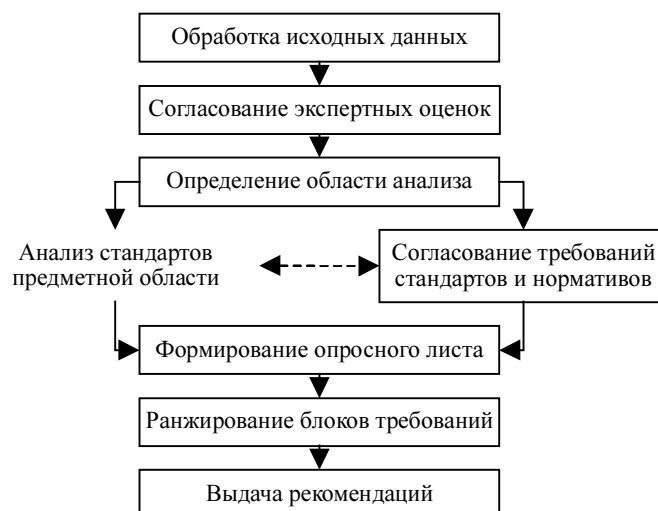 Обработка исходных данных
Согласование экспертных оценок
Определение области анализа
Анализ стандартов
предметной области
Согласование требований
стандартов и нормативов
Формирование опросного листа
Ранжирование блоков требований
Выдача рекомендаций